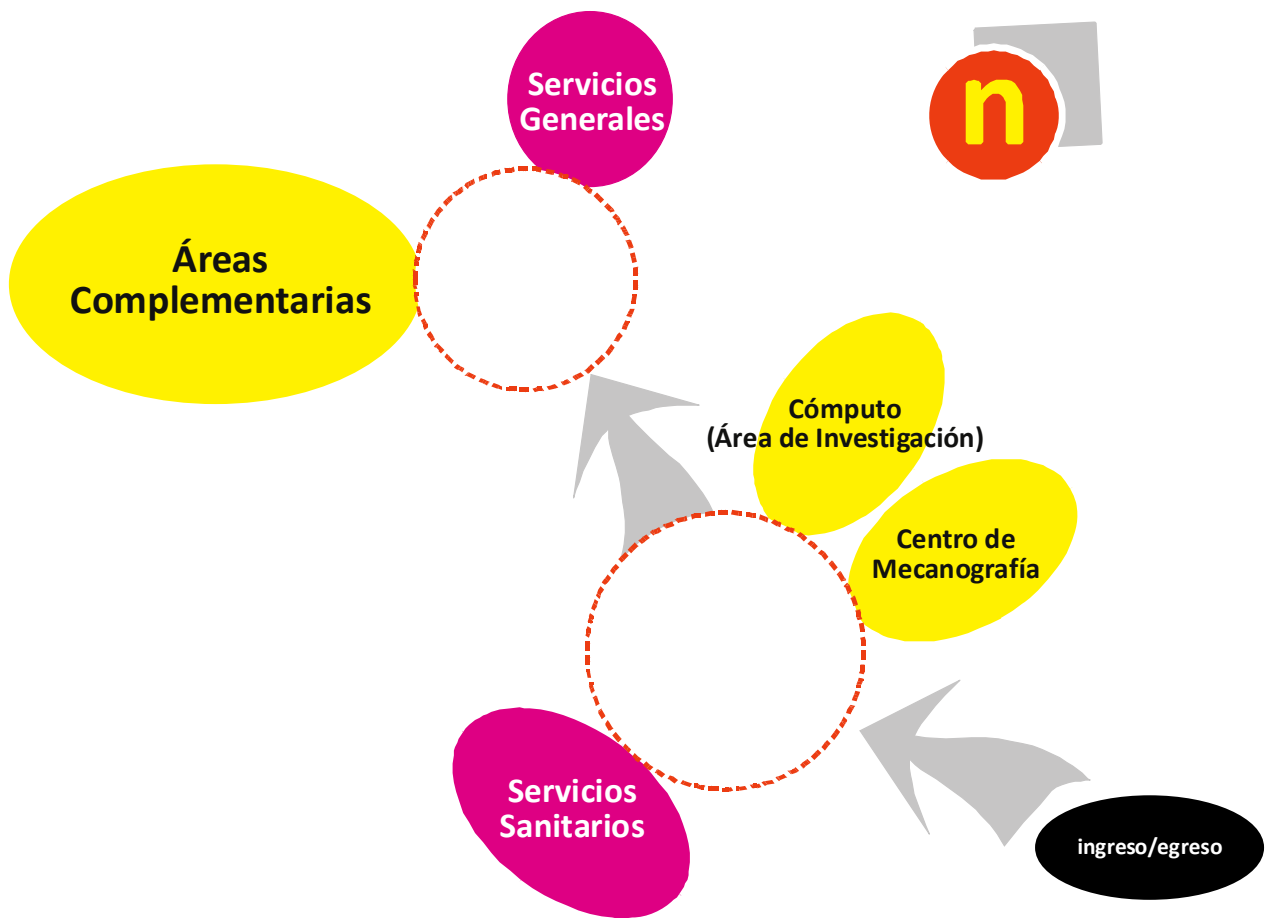 Servicios
Generales
n
Áreas
Complementarias
Cómputo
(Área de Investigación)
Centro de
Mecanografía
Servicios
Sanitarios
ingreso/egreso